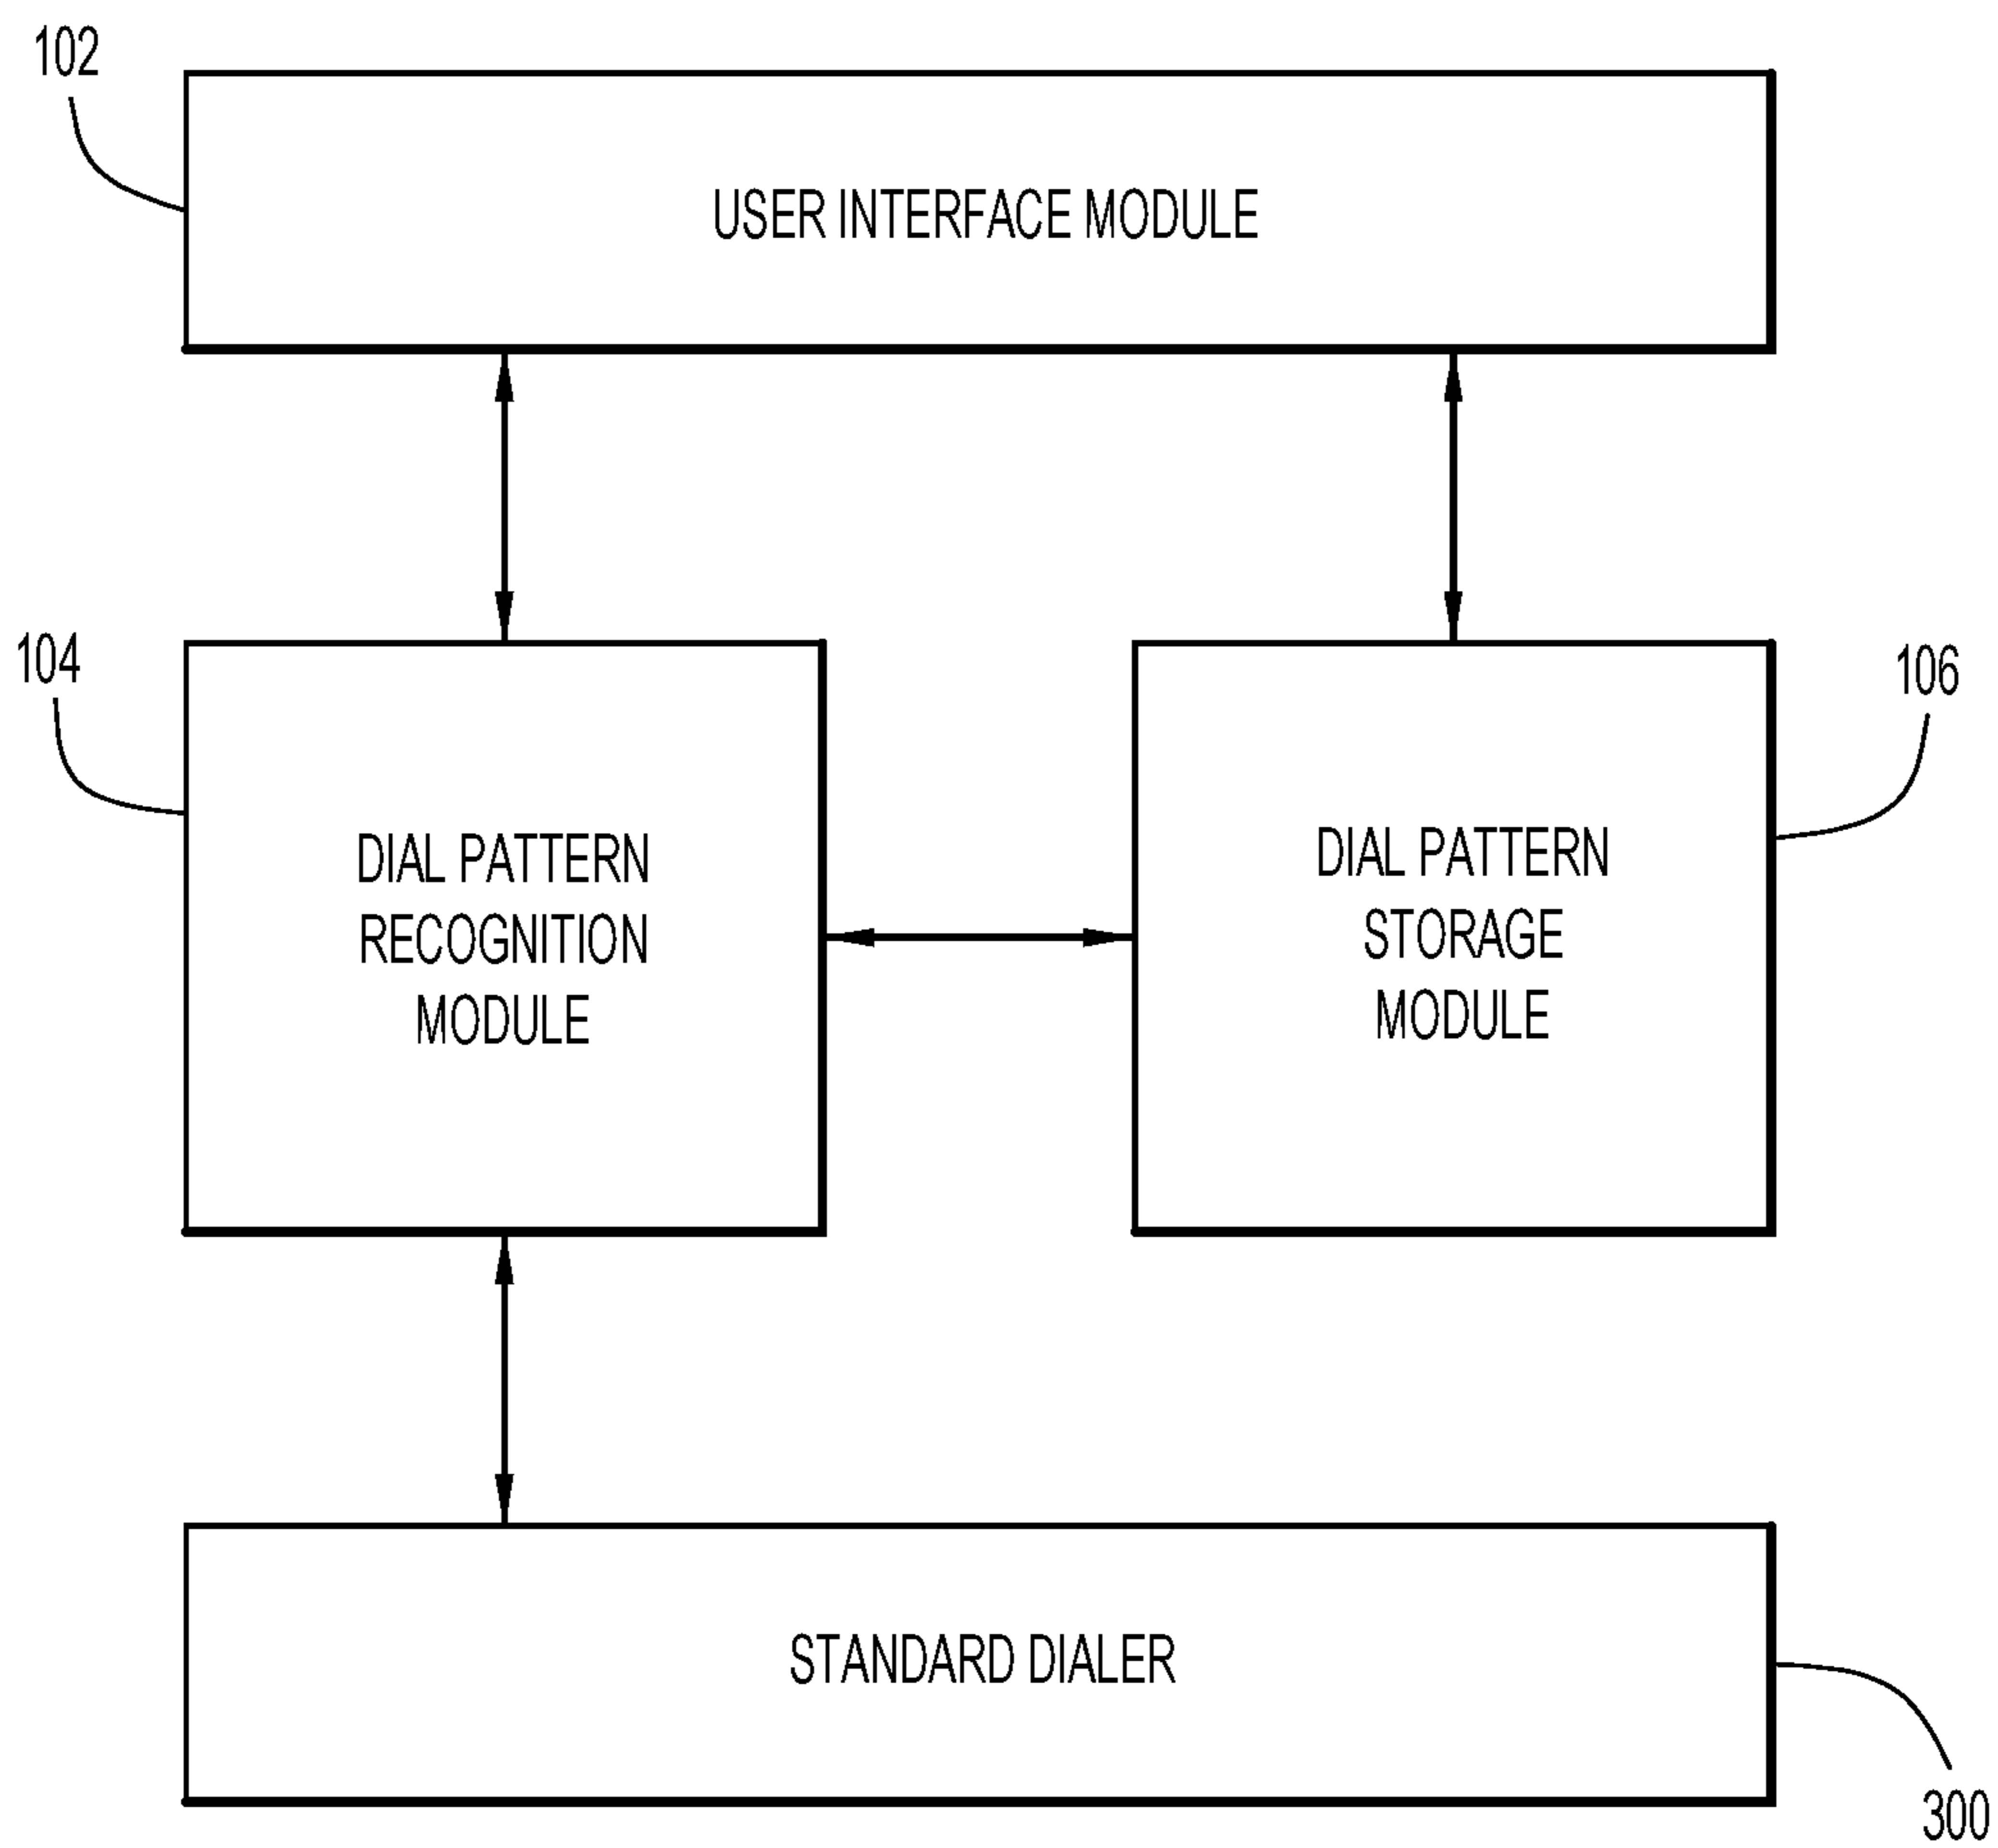 102
USER INTERFACE MODULE
104
DIAL PATTERN
RECOGNITION
MODULE
106
DIAL PATTERN
STORAGE
MODULE
STANDARD DIALER
300